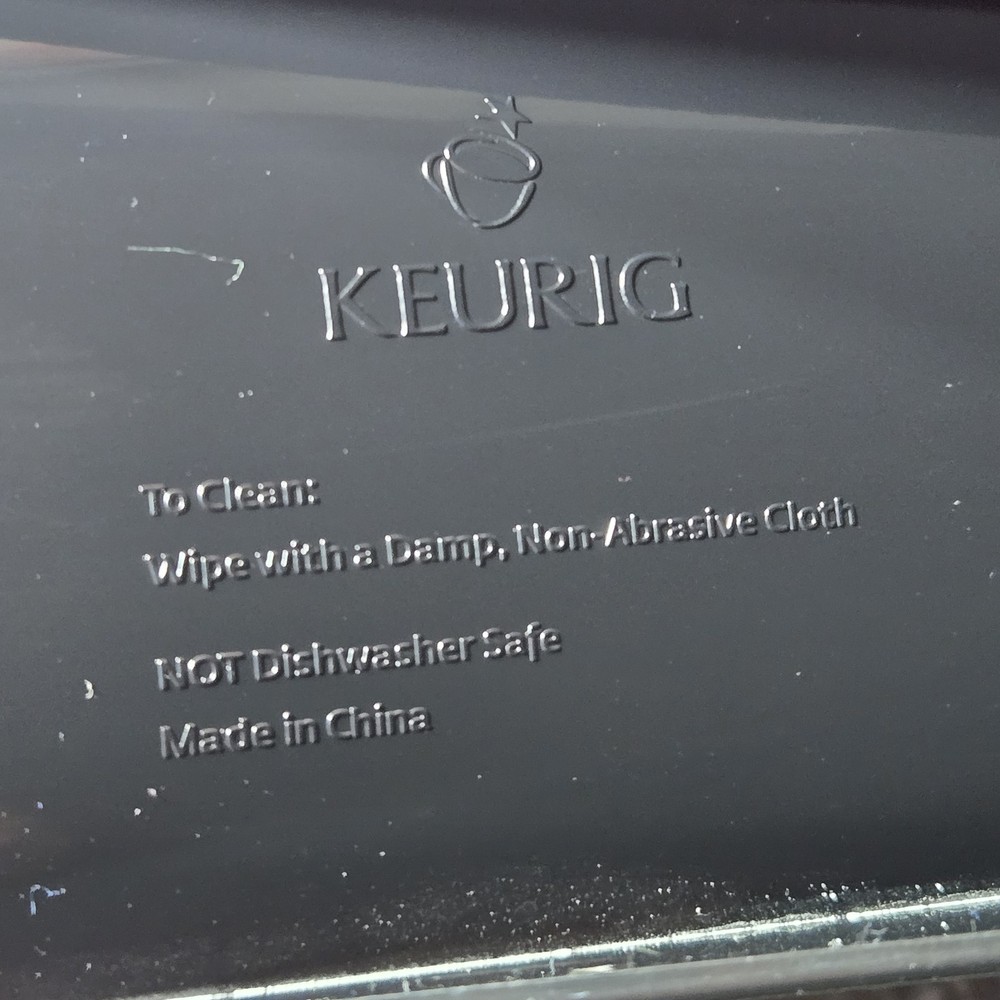 KEURIG
To Clean:
Wipe with a Damp, Non-Abrasive Cloth
NOT Dishwasher Safe
Made in China